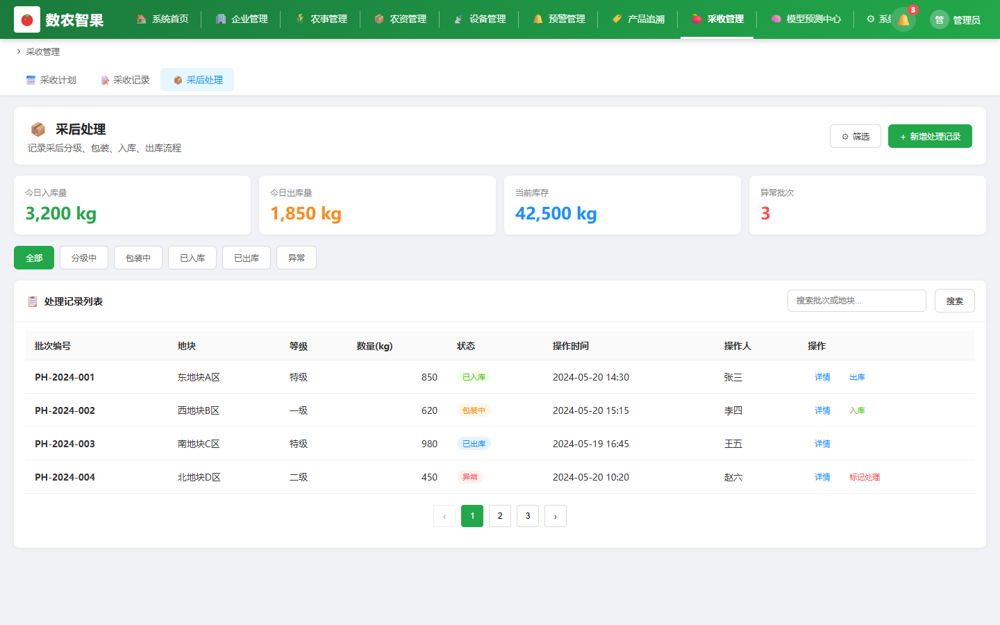 数农智果
系统首页
企业管理
农事管理
农资管理
设备管理
预警管理
产品追溯
采收管理
模型预测中心
3
管
管理员
采收管理
采收计划
采收记录
采后处理
采后处理
记录采后分级、包装、入库、出库流程
筛选
+ 新增处理记录
今日入库量
3,200 kg
今日出库量
1,850 kg
当前库存
42,500 kg
异常批次
3
全部
分级中
包装中
已入库
已出库
异常
处理记录列表
搜索批次或地块...
搜索
批次编号 地块 等级 数量(kg) 状态 操作时间 操作人 操作
PH-2024-001 东地块A区 特级 850 已入库 2024-05-20 14:30 张三 详情 出库
PH-2024-002 西地块B区 一级 620 包装中 2024-05-20 15:15 李四 详情 入库
PH-2024-003 南地块C区 特级 980 已出库 2024-05-19 16:45 王五 详情
PH-2024-004 北地块D区 二级 450 异常 2024-05-20 10:20 赵六 详情 标记处理
‹ 1 2 3 ›